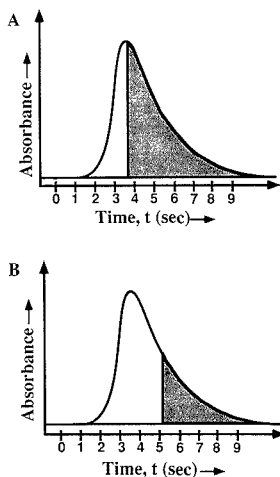 A
Absorbance →
0 1 2 3 4 5 6 7 8 9
Time, t (sec) →
B
Absorbance →
0 1 2 3 4 5 6 7 8 9
Time, t (sec) →